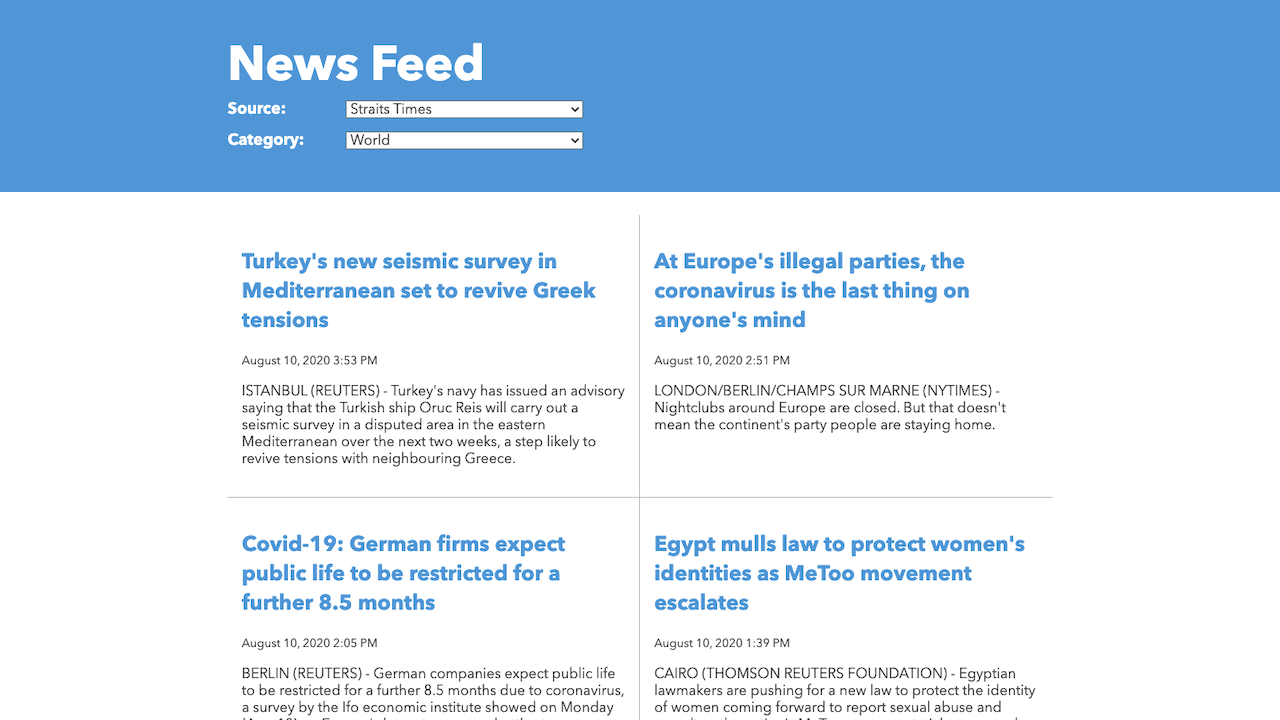 News Feed
Source: Straits Times
Category: World
Turkey's new seismic survey in
Mediterranean set to revive Greek
tensions
August 10, 2020 3:53 PM
ISTANBUL (REUTERS) - Turkey's navy has issued an advisory
saying that the Turkish ship Oruc Reis will carry out a
seismic survey in a disputed area in the eastern
Mediterranean over the next two weeks, a step likely to
revive tensions with neighbouring Greece.
At Europe's illegal parties, the
coronavirus is the last thing on
anyone's mind
August 10, 2020 2:51 PM
LONDON/BERLIN/CHAMPS SUR MARNE (NYTIMES) -
Nightclubs around Europe are closed. But that doesn't
mean the continent's party people are staying home.
Covid-19: German firms expect
public life to be restricted for a
further 8.5 months
August 10, 2020 2:05 PM
BERLIN (REUTERS) - German companies expect public life
to be restricted for a further 8.5 months due to coronavirus,
a survey by the Ifo economic institute showed on Monday
Egypt mulls law to protect women's
identities as MeToo movement
escalates
August 10, 2020 1:39 PM
CAIRO (THOMSON REUTERS FOUNDATION) - Egyptian
lawmakers are pushing for a new law to protect the identity
of women coming forward to report sexual abuse and